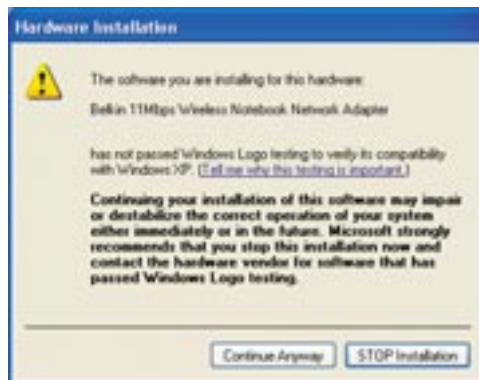 Hardware Installation
The software you are installing for this hardware:
Belkin 11Mbps Wireless Notebook Network Adapter
has not passed Windows Logo testing to verify its compatibility
with Windows XP. (Tell me why this testing is important.)
Continuing your installation of this software may impair
or destabilize the correct operation of your system
either immediately or in the future. Microsoft strongly
recommends that you stop this installation now and
contact the hardware vendor for software that has
passed Windows Logo testing.
Continue Anyway
STOP Installation